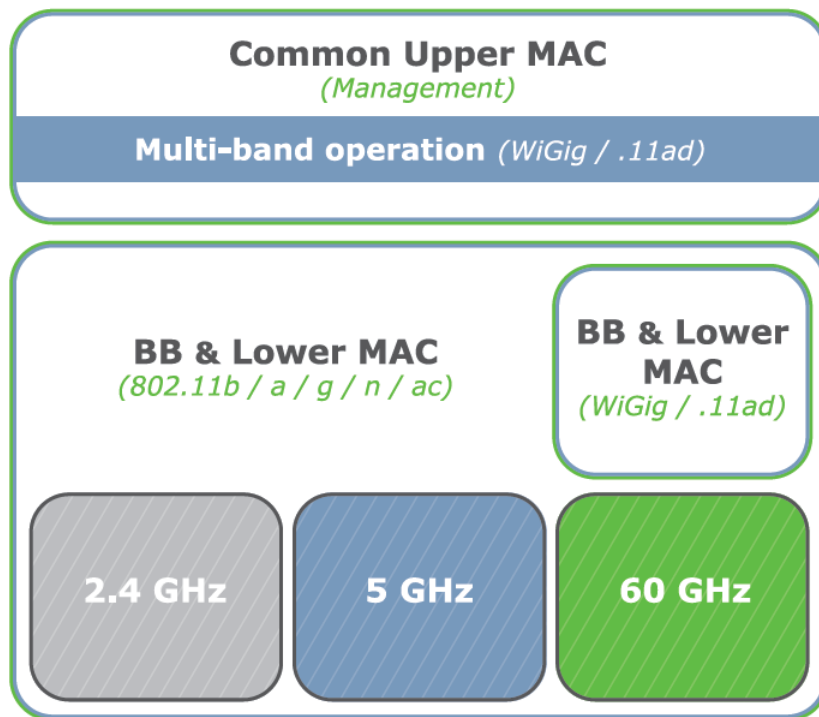 Common Upper MAC
(Management)
Multi-band operation (WiGig / .11ad)
BB & Lower MAC
(802.11b / a / g / n / ac)
BB & Lower
MAC
(WiGig / .11ad)
2.4 GHz
5 GHz
60 GHz